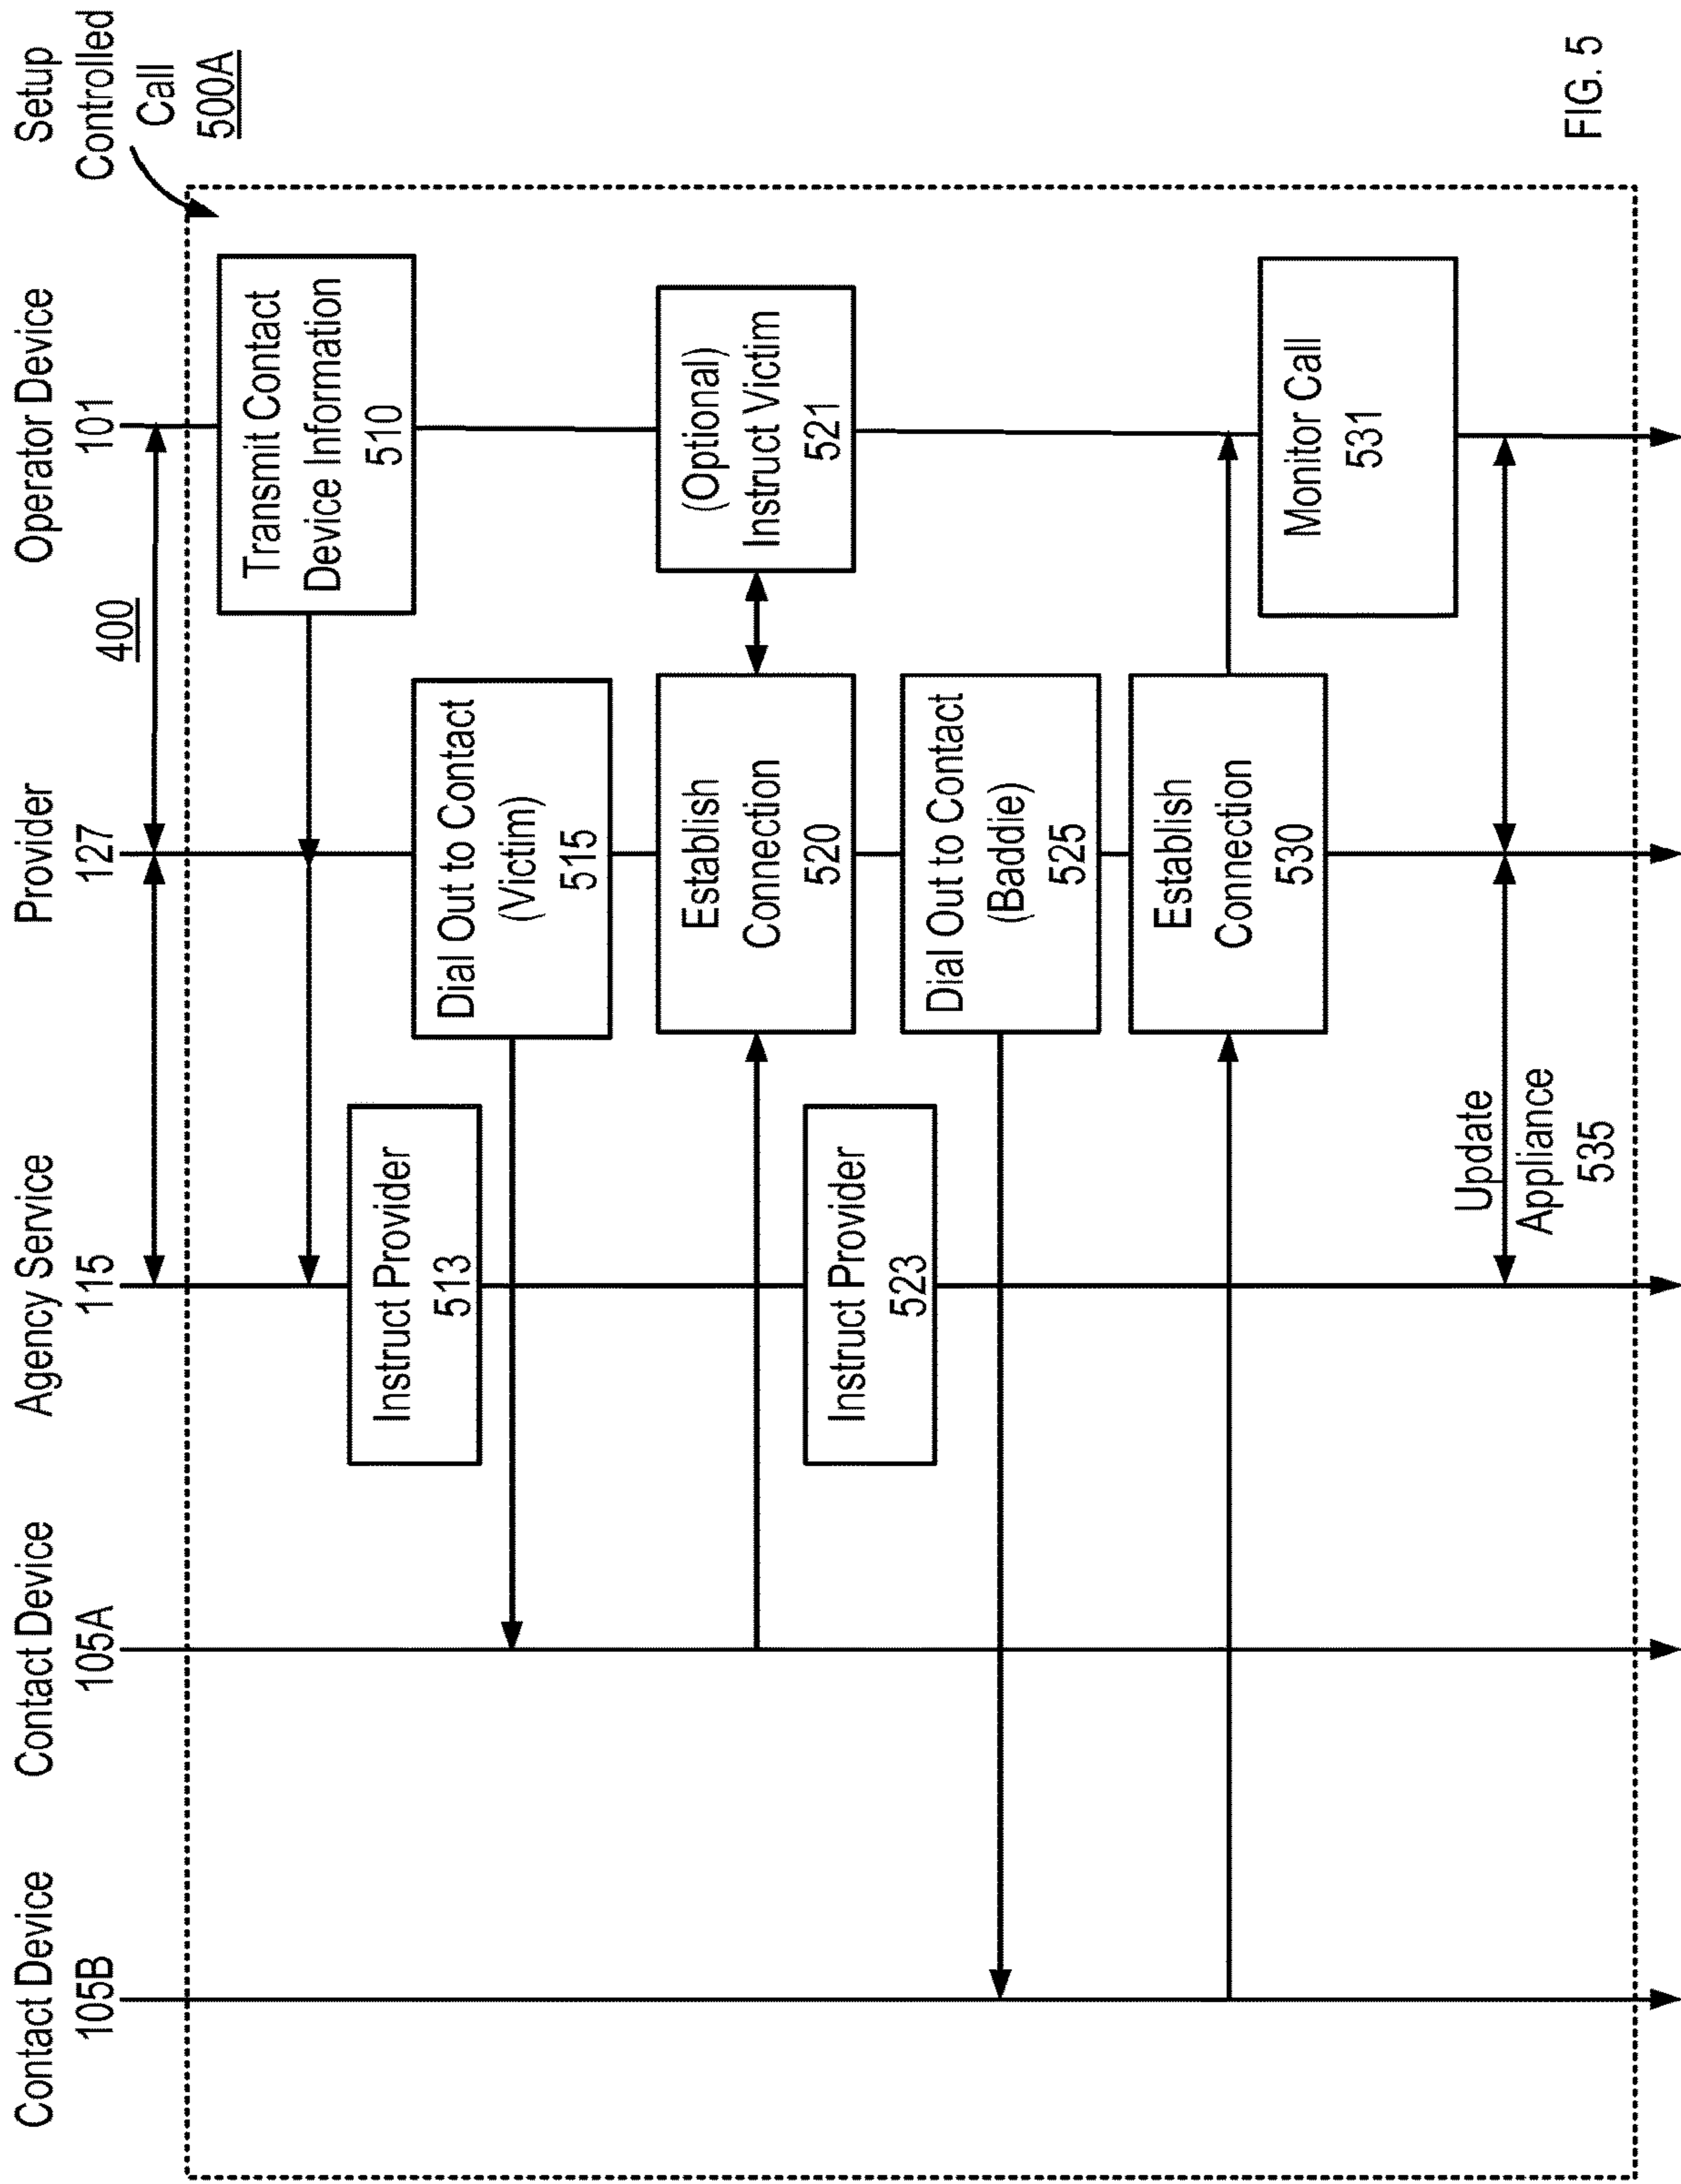 Contact Device
105B
Contact Device
105A
Agency Service
115
Provider
127
Operator Device
101
Setup
Controlled
Call
500A
400
Transmit Contact
Device Information
510
Instruct Provider
513
Dial Out to Contact
(Victim)
515
Establish
Connection
520
(Optional)
Instruct Victim
521
Instruct Provider
523
Dial Out to Contact
(Baddie)
525
Establish
Connection
530
Monitor Call
531
Update
Appliance
535
FIG. 5